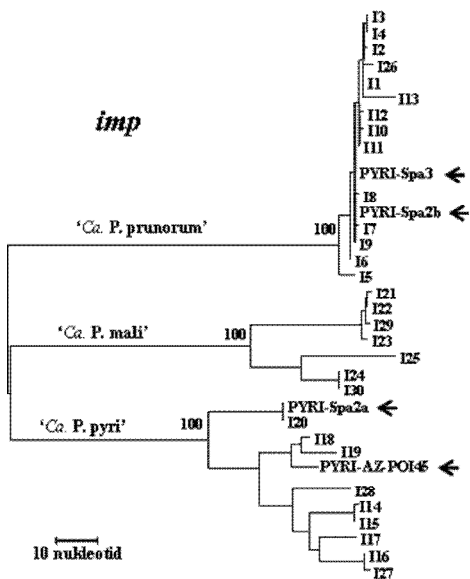 imp
I3
I4
I2
I26
I1
I13
I12
I10
I11
PYRI-Spa3
I8
PYRI-Spa2b
I7
I9
I6
I5
100
'Ca. P. prunorum'
I21
I22
I29
I23
I25
I24
I30
100
'Ca. P. mali'
PYRI-Spa2a
I20
100
'Ca. P. pyri'
I18
I19
PYRI-AZ-POI45
I28
I14
I15
I17
I16
I27
10 nukleotid